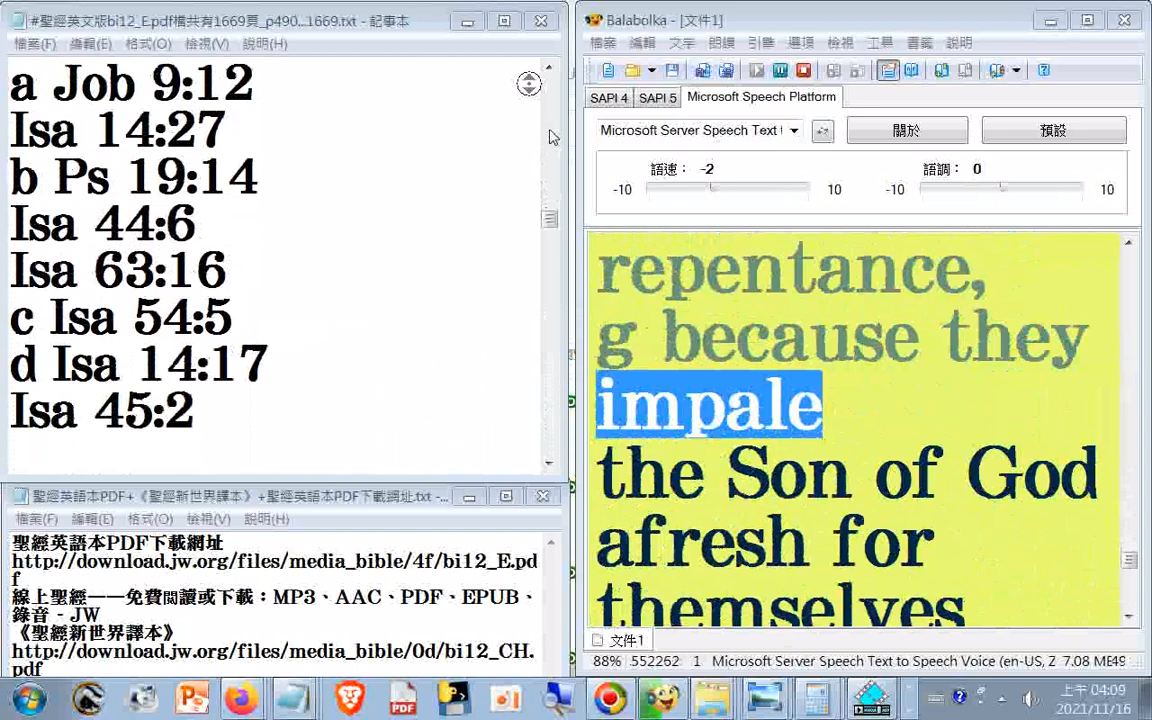 #聖經英文版bi12_E.pdf檔共有1669頁_p490...1669.txt - 記事本
檔案(F) 編輯(E) 格式(O) 檢視(V) 說明(H)
a Job 9:12
Isa 14:27
b Ps 19:14
Isa 44:6
Isa 63:16
c Isa 54:5
d Isa 14:17
Isa 45:2
聖經英語本PDF+《聖經新世界譯本》+聖經英語本PDF下載網址.txt -...
檔案(F) 編輯(E) 格式(O) 檢視(V) 說明(H)
聖經英語本PDF下載網址
http://download.jw.org/files/media_bible/4f/bi12_E.pd
f
線上聖經——免費閱讀或下載：MP3、AAC、PDF、EPUB、
錄音 - JW
《聖經新世界譯本》
http://download.jw.org/files/media_bible/0d/bi12_CH.
pdf
Balabolka - [文件1]
檔案 編輯 文字 朗讀 引擎 選項 檢視 工具 書籤 說明
SAPI 4 SAPI 5 Microsoft Speech Platform
Microsoft Server Speech Text 關於 預設
語速： -2 語調： 0
-10 10 -10 10
repentance,
g because they
impale
the Son of God
afresh for
themselves
文件1
88% 552262 1 Microsoft Server Speech Text to Speech Voice (en-US, Z 7.08 МЕ49
上午 04:09
2021/11/16